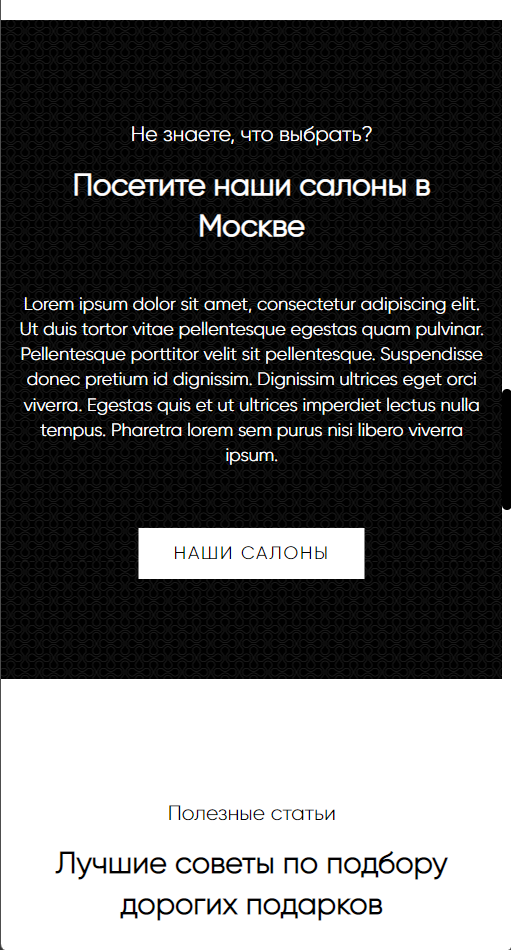 Не знаете, что выбрать?
Посетите наши салоны в
Москве
Lorem ipsum dolor sit amet, consectetur adipiscing elit.
Ut duis tortor vitae pellentesque egestas quam pulvinar.
Pellentesque porttitor velit sit pellentesque. Suspendisse
donec pretium id dignissim. Dignissim ultrices eget orci
viverra. Egestas quis et ut ultrices imperdiet lectus nulla
tempus. Pharetra lorem sem purus nisi libero viverra
ipsum.
НАШИ САЛОНЫ
Полезные статьи
Лучшие советы по подбору
дорогих подарков